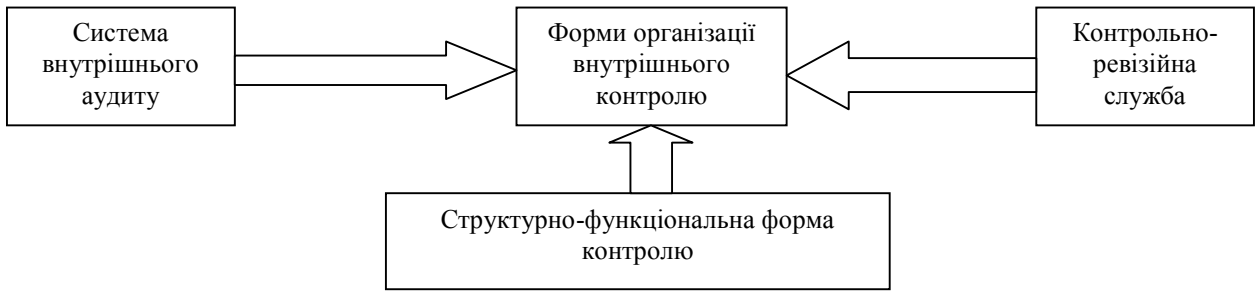 Система
внутрішнього
аудиту
Форми організації
внутрішнього
контролю
Контрольно-
ревізійна
служба
Структурно-функціональна форма
контролю